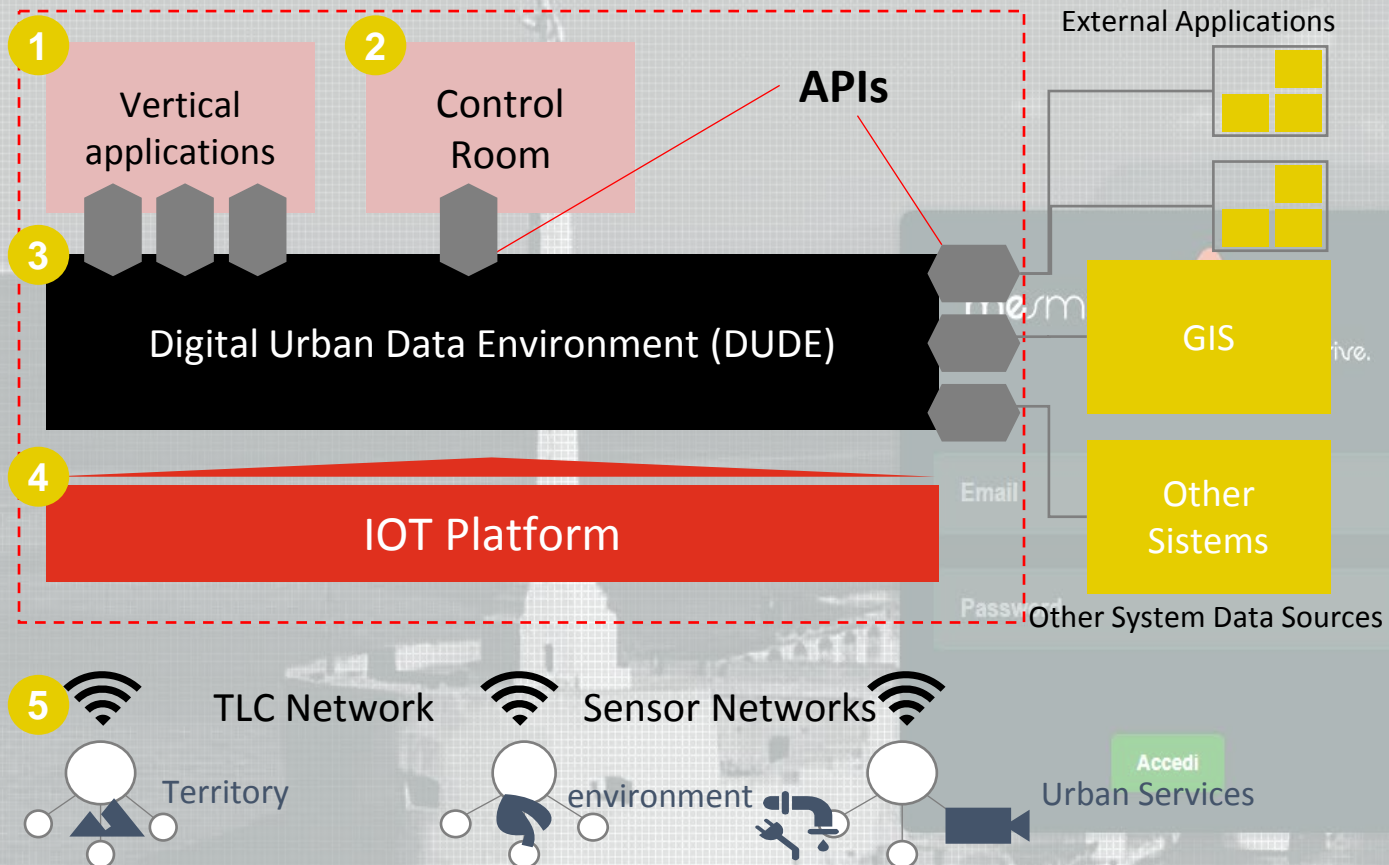 External Applications
1
2
APIs
Vertical
applications
Control
Room
3
Digital Urban Data Environment (DUDE)
GIS
4
IOT Platform
Email
Other
Sistems
Password
Other System Data Sources
5
TLC Network
Sensor Networks
Accedi
Territory
environment
Urban Services